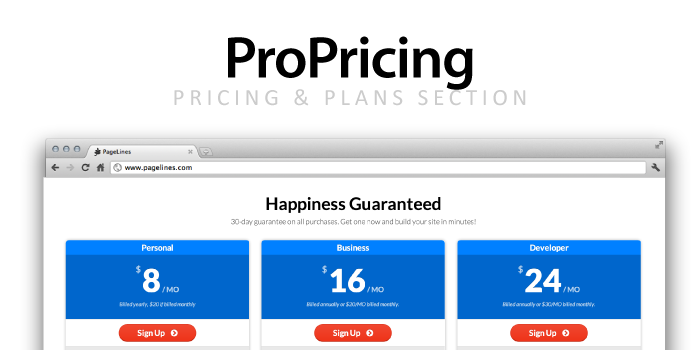 ProPricing
PRICING & PLANS SECTION
PageLines
www.pagelines.com
Happiness Guaranteed
30-day guarantee on all purchases. Get one now and build your site in minutes!
Personal Business Developer
$8/MO $16/MO $24/MO
Billed yearly, $20 if billed monthly Billed annually or $20/MO billed monthly. Billed annually or $30/MO billed monthly.
Sign Up Sign Up Sign Up